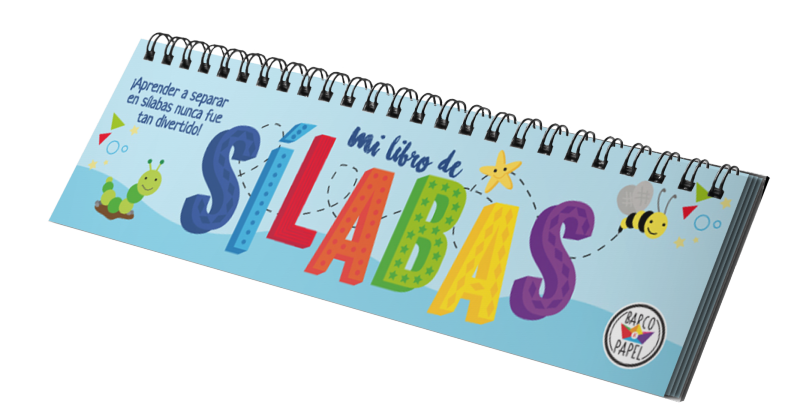 ¡Aprender a separar
en sílabas nunca fue
tan divertido!
Mi libro de
SÍLABAS
BARCO
PAPEL